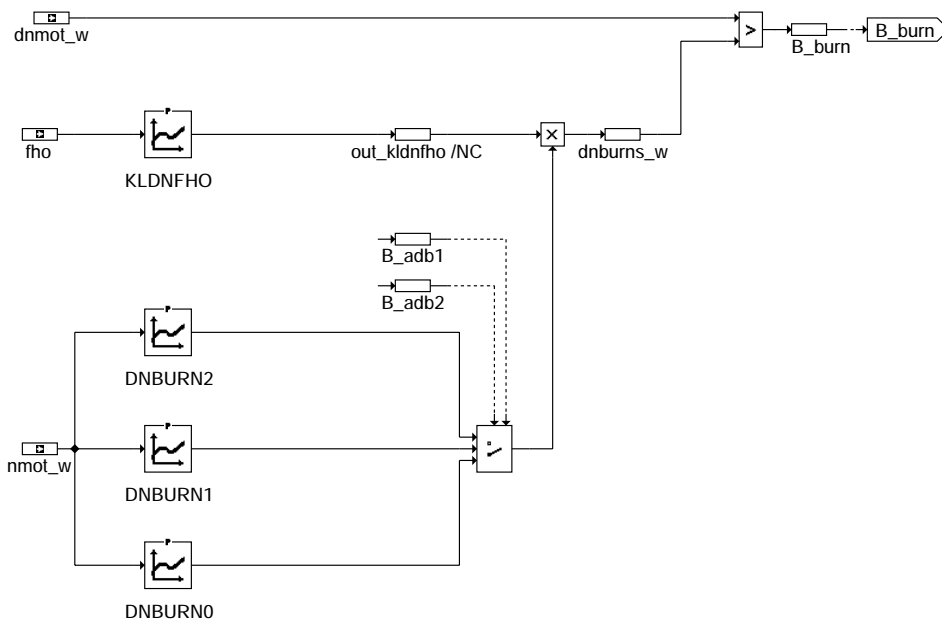 dnmot_w
>
B_burn
B_burn
P
fho
KLDNFHO
out_kldnfho /NC
×
dnburns_w
B_adb1
B_adb2
P
DNBURN2
nmot_w
P
DNBURN1
P
DNBURN0